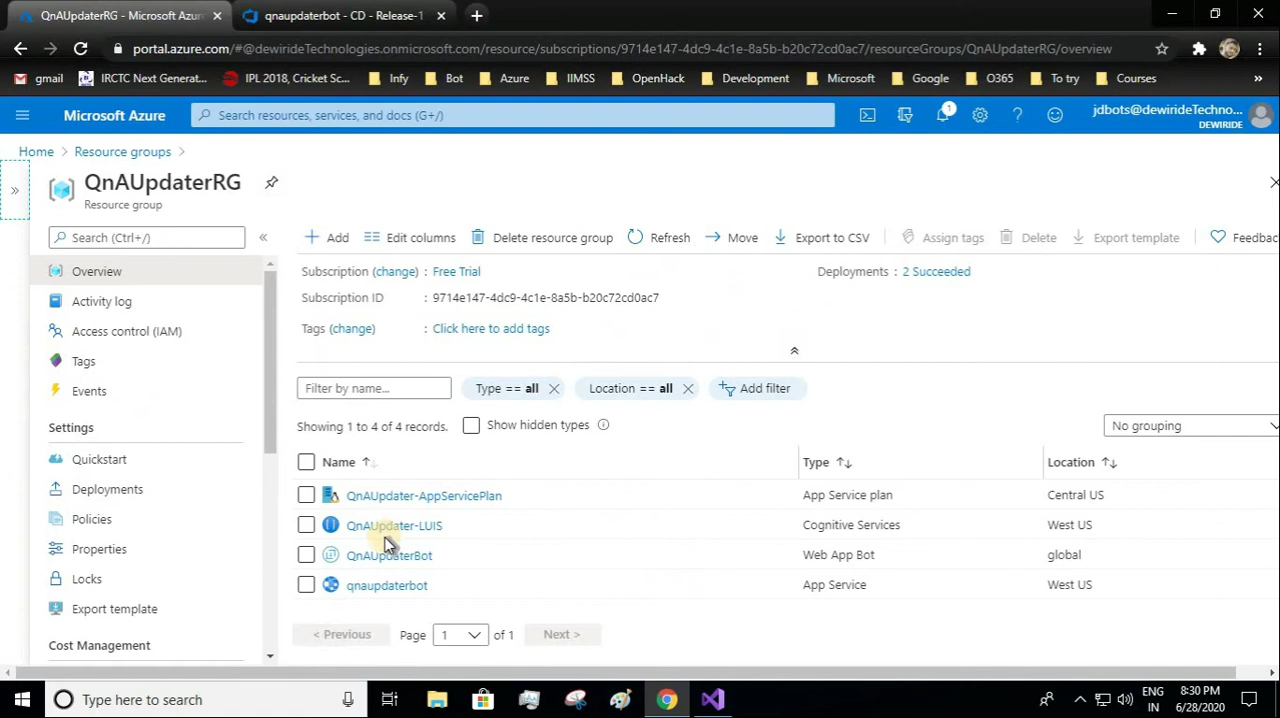 QnAUpdaterRG - Microsoft Azur
qnaupdaterbot - CD - Release-1
portal.azure.com/#@dewirideTechnologies.onmicrosoft.com/resource/subscriptions/9714e147-4dc9-4c1e-8a5b-b20c72cd0ac7/resourceGroups/QnAUpdaterRG/overview
gmail IRCTC Next Generat... IPL 2018, Cricket Sc... Infy Bot Azure IIMSS OpenHack Development Microsoft Google O365 To try Courses »
Microsoft Azure Search resources, services, and docs (G+/) 1 jdbots@dewirideTechno...
DEWIRIDE
Home > Resource groups >
QnAUpdaterRG
Resource group
Search (Ctrl+/) « Add Edit columns Delete resource group Refresh Move Export to CSV Assign tags Delete Export template Feedbac
Overview
Activity log
Access control (IAM)
Tags
Events
Settings
Quickstart
Deployments
Policies
Properties
Locks
Export template
Cost Management
Subscription (change) : Free Trial Deployments : 2 Succeeded
Subscription ID : 9714e147-4dc9-4c1e-8a5b-b20c72cd0ac7
Tags (change) : Click here to add tags
Filter by name... Type == all Location == all Add filter
Showing 1 to 4 of 4 records. Show hidden types No grouping
Name Type Location
QnAUpdater-AppServicePlan App Service plan Central US
QnAUpdater-LUIS Cognitive Services West US
QnAUpdaterBot Web App Bot global
qnaupdaterbot App Service West US
< Previous Page 1 of 1 Next >
Type here to search ENG 8:30 PM
IN 6/28/2020